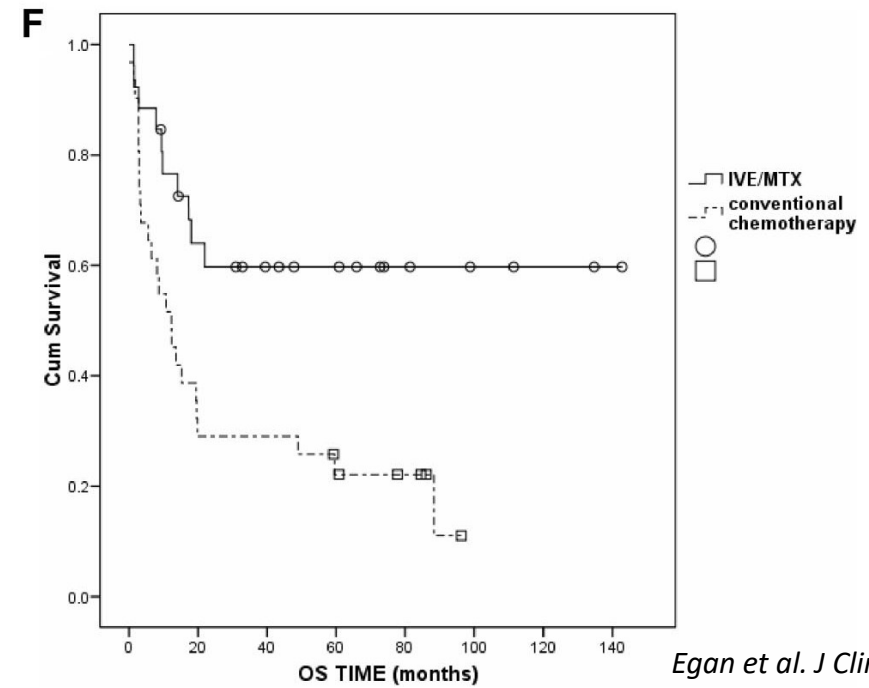 F
1.0
0.8
0.6
0.4
0.2
0.0
Cum Survival
0 20 40 60 80 100 120 140
OS TIME (months)
IVE/MTX
conventional
chemotherapy
Egan et al. J Clin